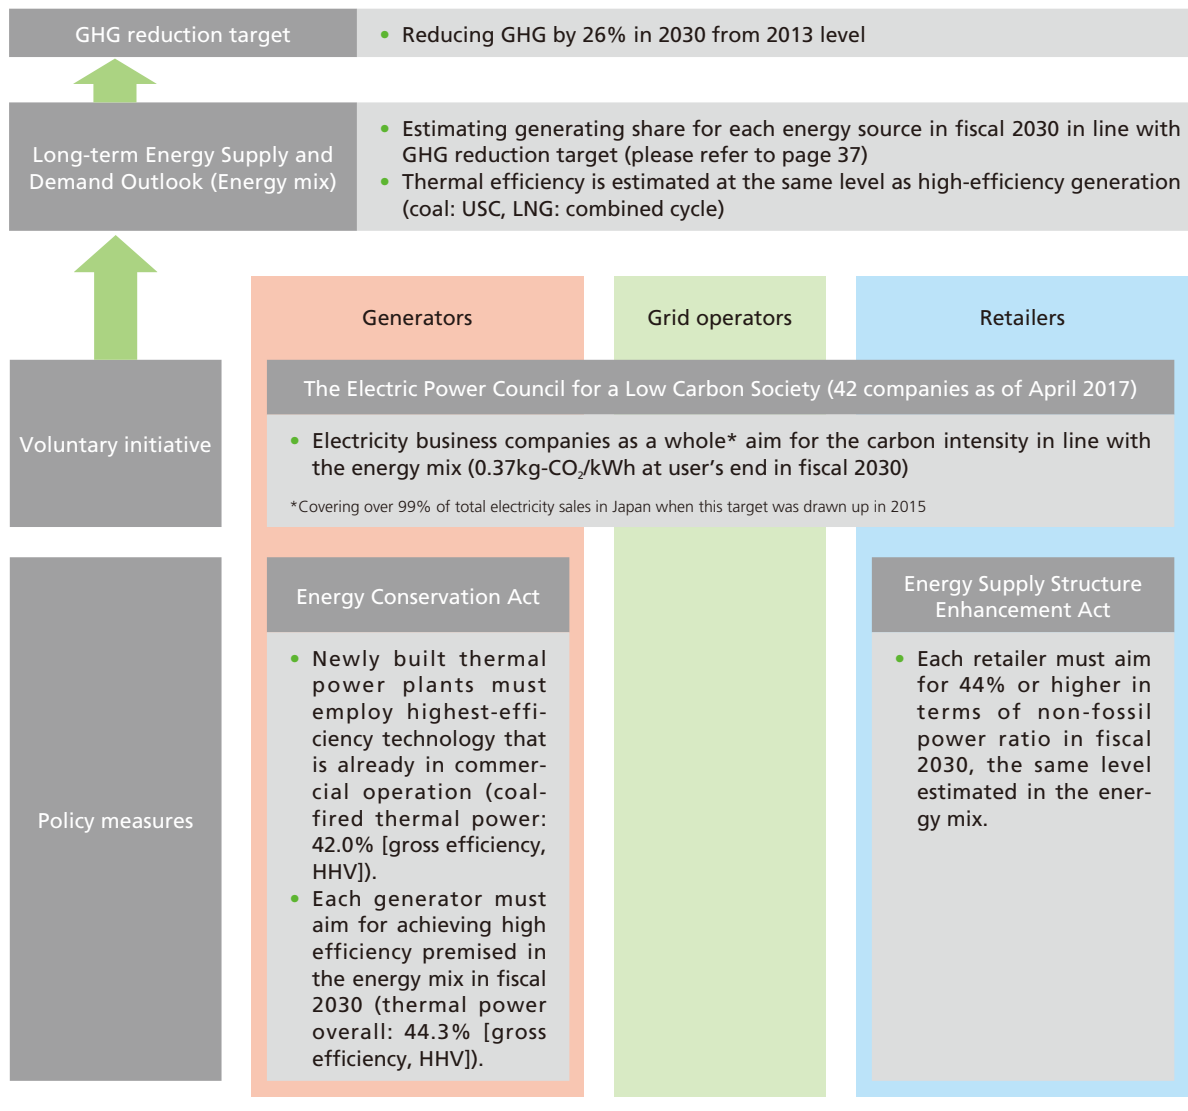 GHG reduction target
• Reducing GHG by 26% in 2030 from 2013 level
Long-term Energy Supply and
Demand Outlook (Energy mix)
• Estimating generating share for each energy source in fiscal 2030 in line with
GHG reduction target (please refer to page 37)
• Thermal efficiency is estimated at the same level as high-efficiency generation
(coal: USC, LNG: combined cycle)
Generators
Grid operators
Retailers
Voluntary initiative
The Electric Power Council for a Low Carbon Society (42 companies as of April 2017)
• Electricity business companies as a whole* aim for the carbon intensity in line with
the energy mix (0.37kg-CO₂/kWh at user's end in fiscal 2030)
*Covering over 99% of total electricity sales in Japan when this target was drawn up in 2015
Policy measures
Energy Conservation Act
• Newly built thermal
power plants must
employ highest-effi-
ciency technology that
is already in commer-
cial operation (coal-
fired thermal power:
42.0% [gross efficiency,
HHV]).
• Each generator must
aim for achieving high
efficiency premised in
the energy mix in fiscal
2030 (thermal power
overall: 44.3% [gross
efficiency, HHV]).
Energy Supply Structure
Enhancement Act
• Each retailer must aim
for 44% or higher in
terms of non-fossil
power ratio in fiscal
2030, the same level
estimated in the ener-
gy mix.